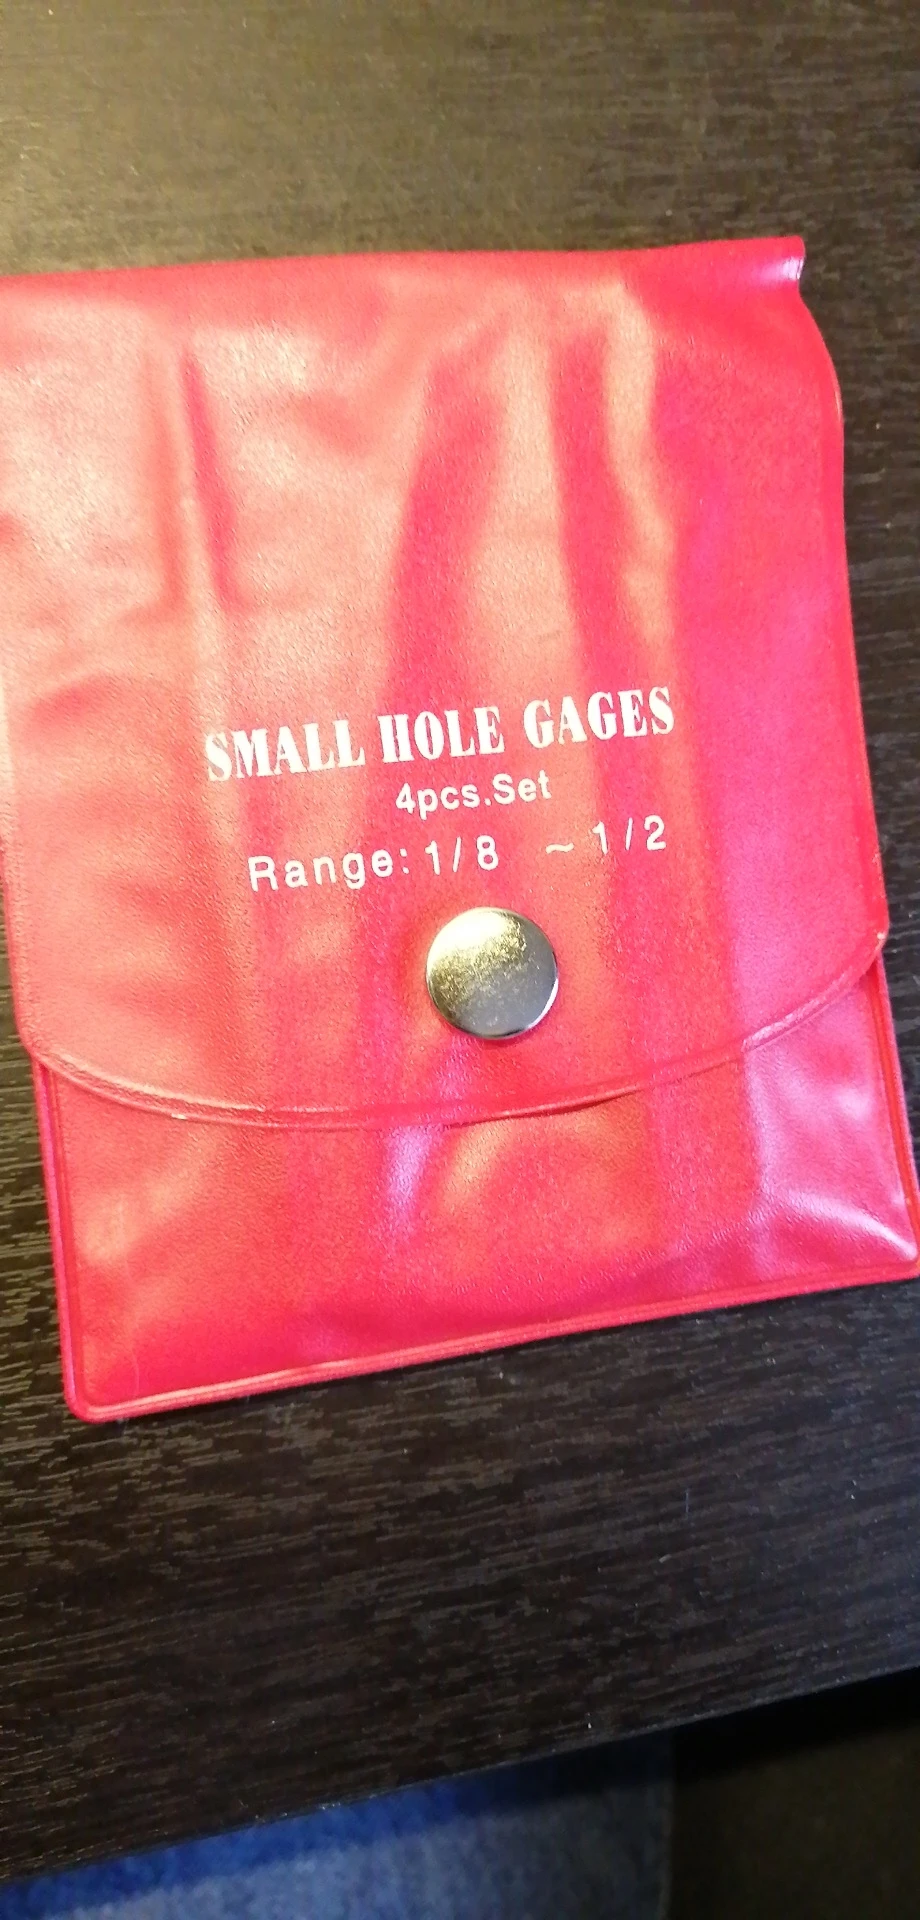 SMALL HOLE GAGES
4pcs.Set
Range: 1/8 ~ 1/2